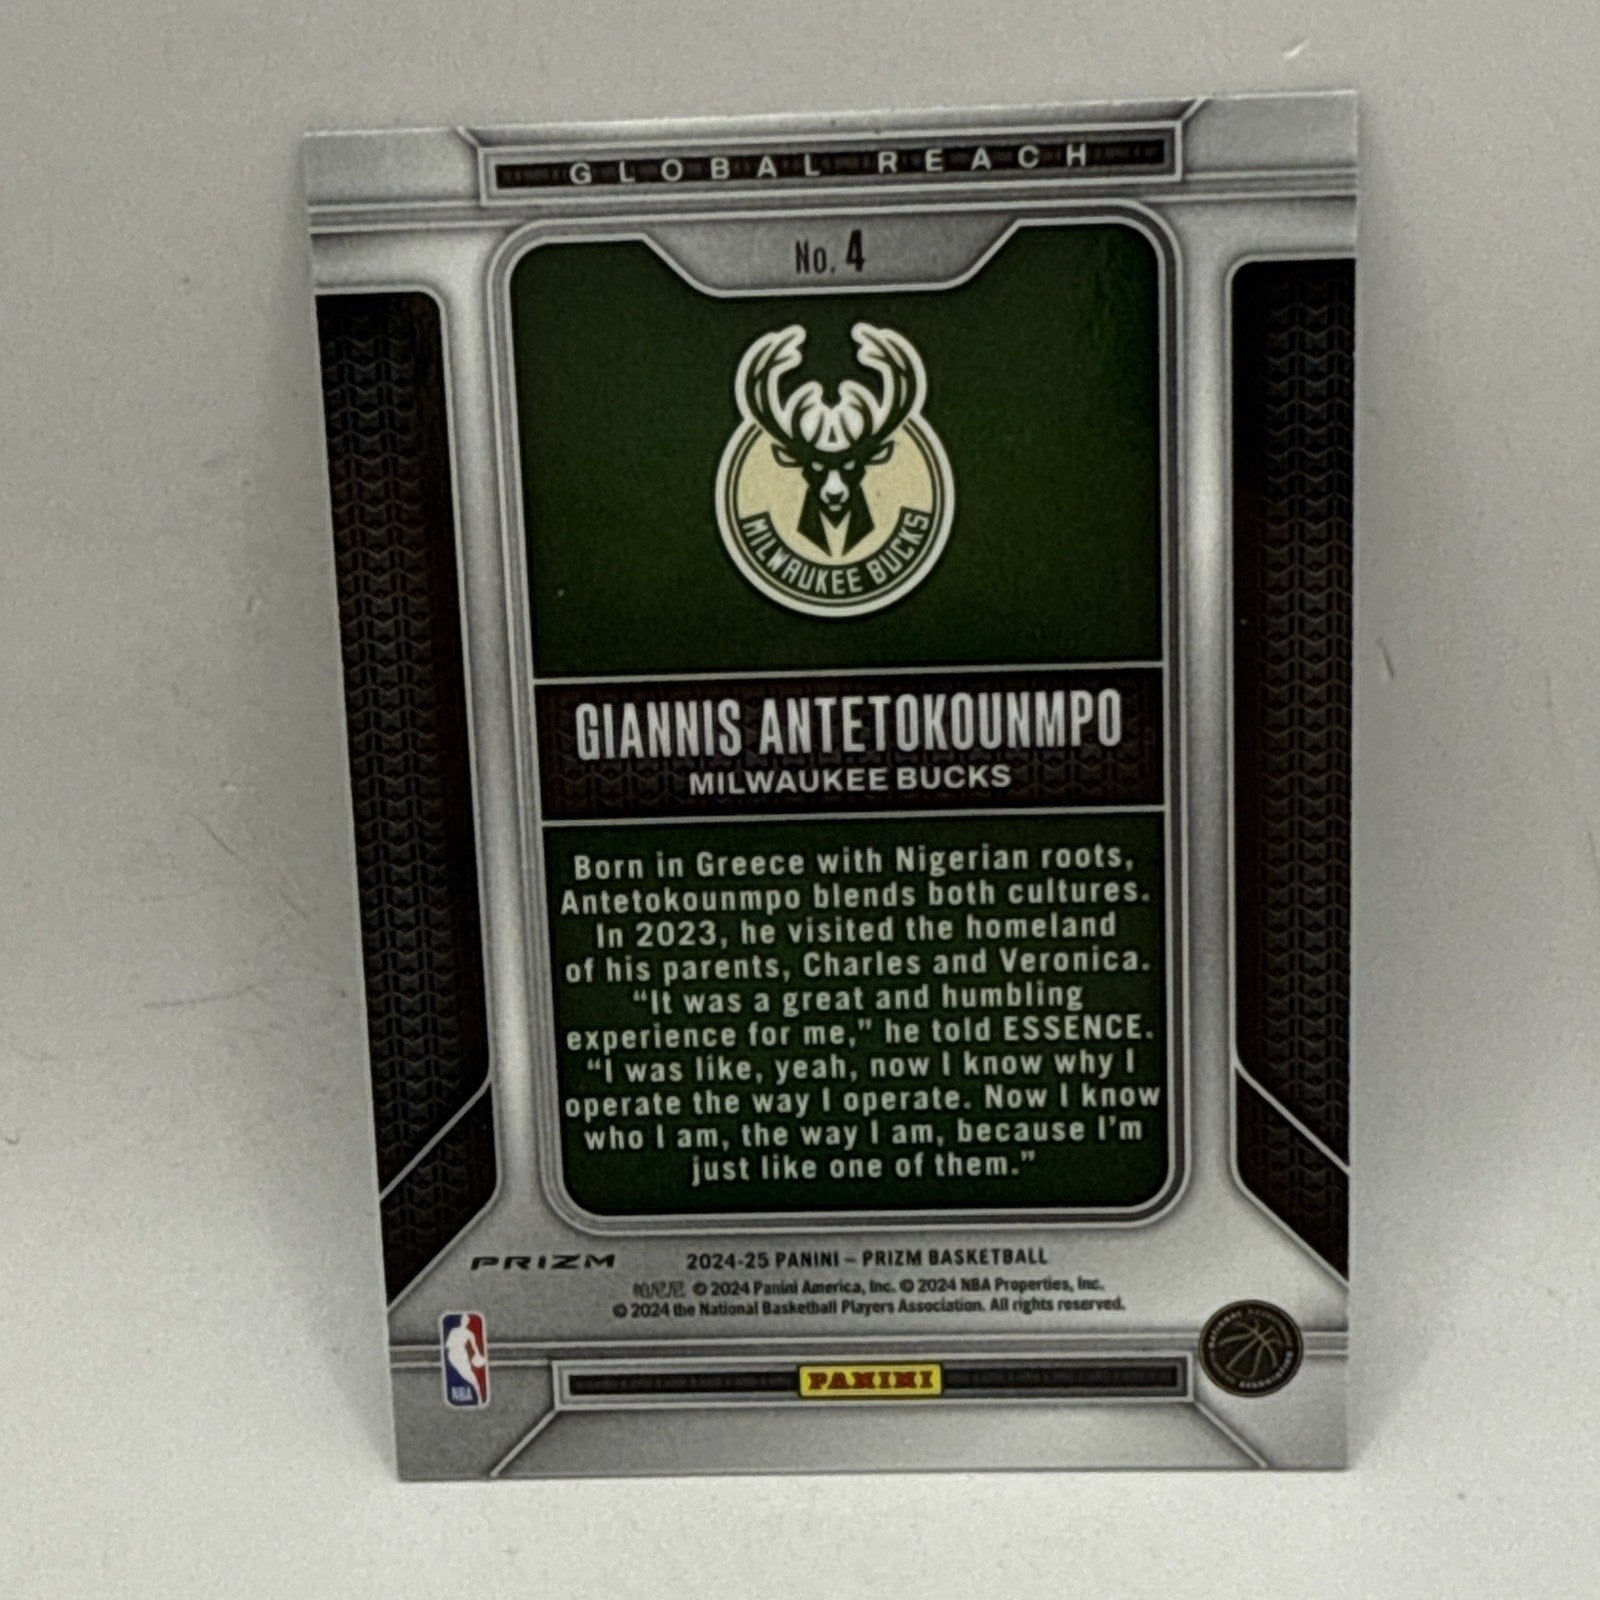 GLOBAL REACH
No. 4
MILWAUKEE BUCKS
GIANNIS ANTETOKOUNMPO
MILWAUKEE BUCKS
Born in Greece with Nigerian roots,
Antetokounmpo blends both cultures.
In 2023, he visited the homeland
of his parents, Charles and Veronica.
“It was a great and humbling
experience for me,” he told ESSENCE.
“I was like, yeah, now I know why I
operate the way I operate. Now I know
who I am, the way I am, because I’m
just like one of them.”
PRIZM
2024-25 PANINI – PRIZM BASKETBALL
© 2024 Panini America, Inc. © 2024 NBA Properties, Inc.
© 2024 the National Basketball Players Association. All rights reserved.
NBA
PANINI